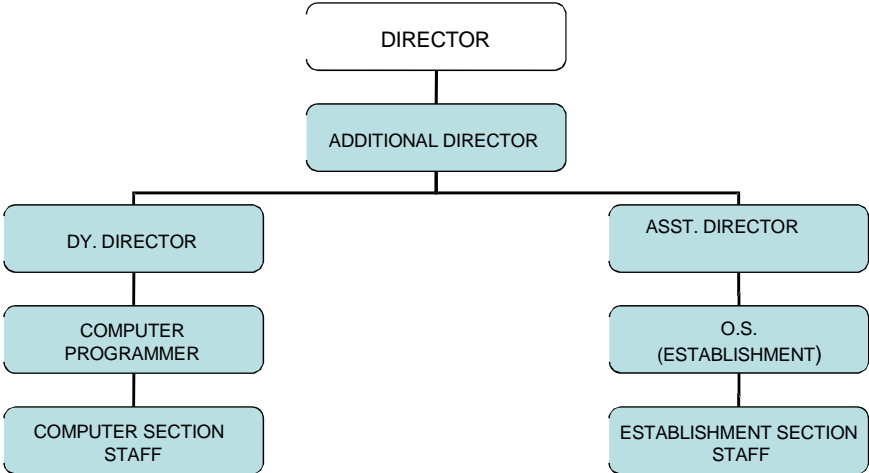 DIRECTOR
ADDITIONAL DIRECTOR
DY. DIRECTOR
ASST. DIRECTOR
COMPUTER
PROGRAMMER
O.S.
(ESTABLISHMENT)
COMPUTER SECTION
STAFF
ESTABLISHMENT SECTION
STAFF